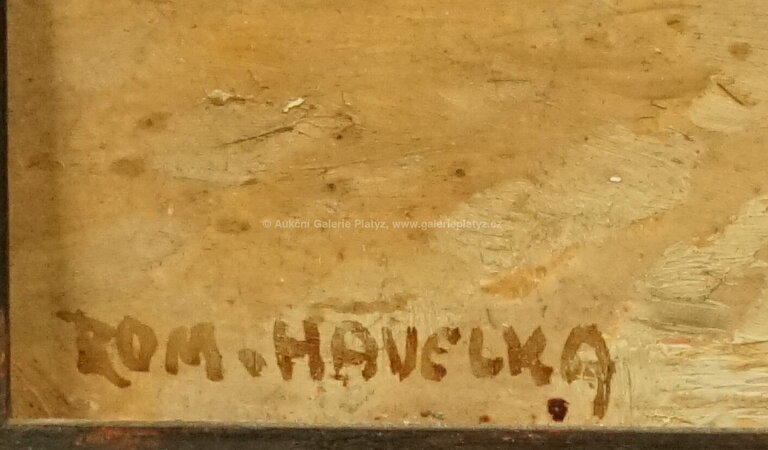 © Aukční Galerie Platýz, www.galerieplatyz.cz
ROM. HAVELKA